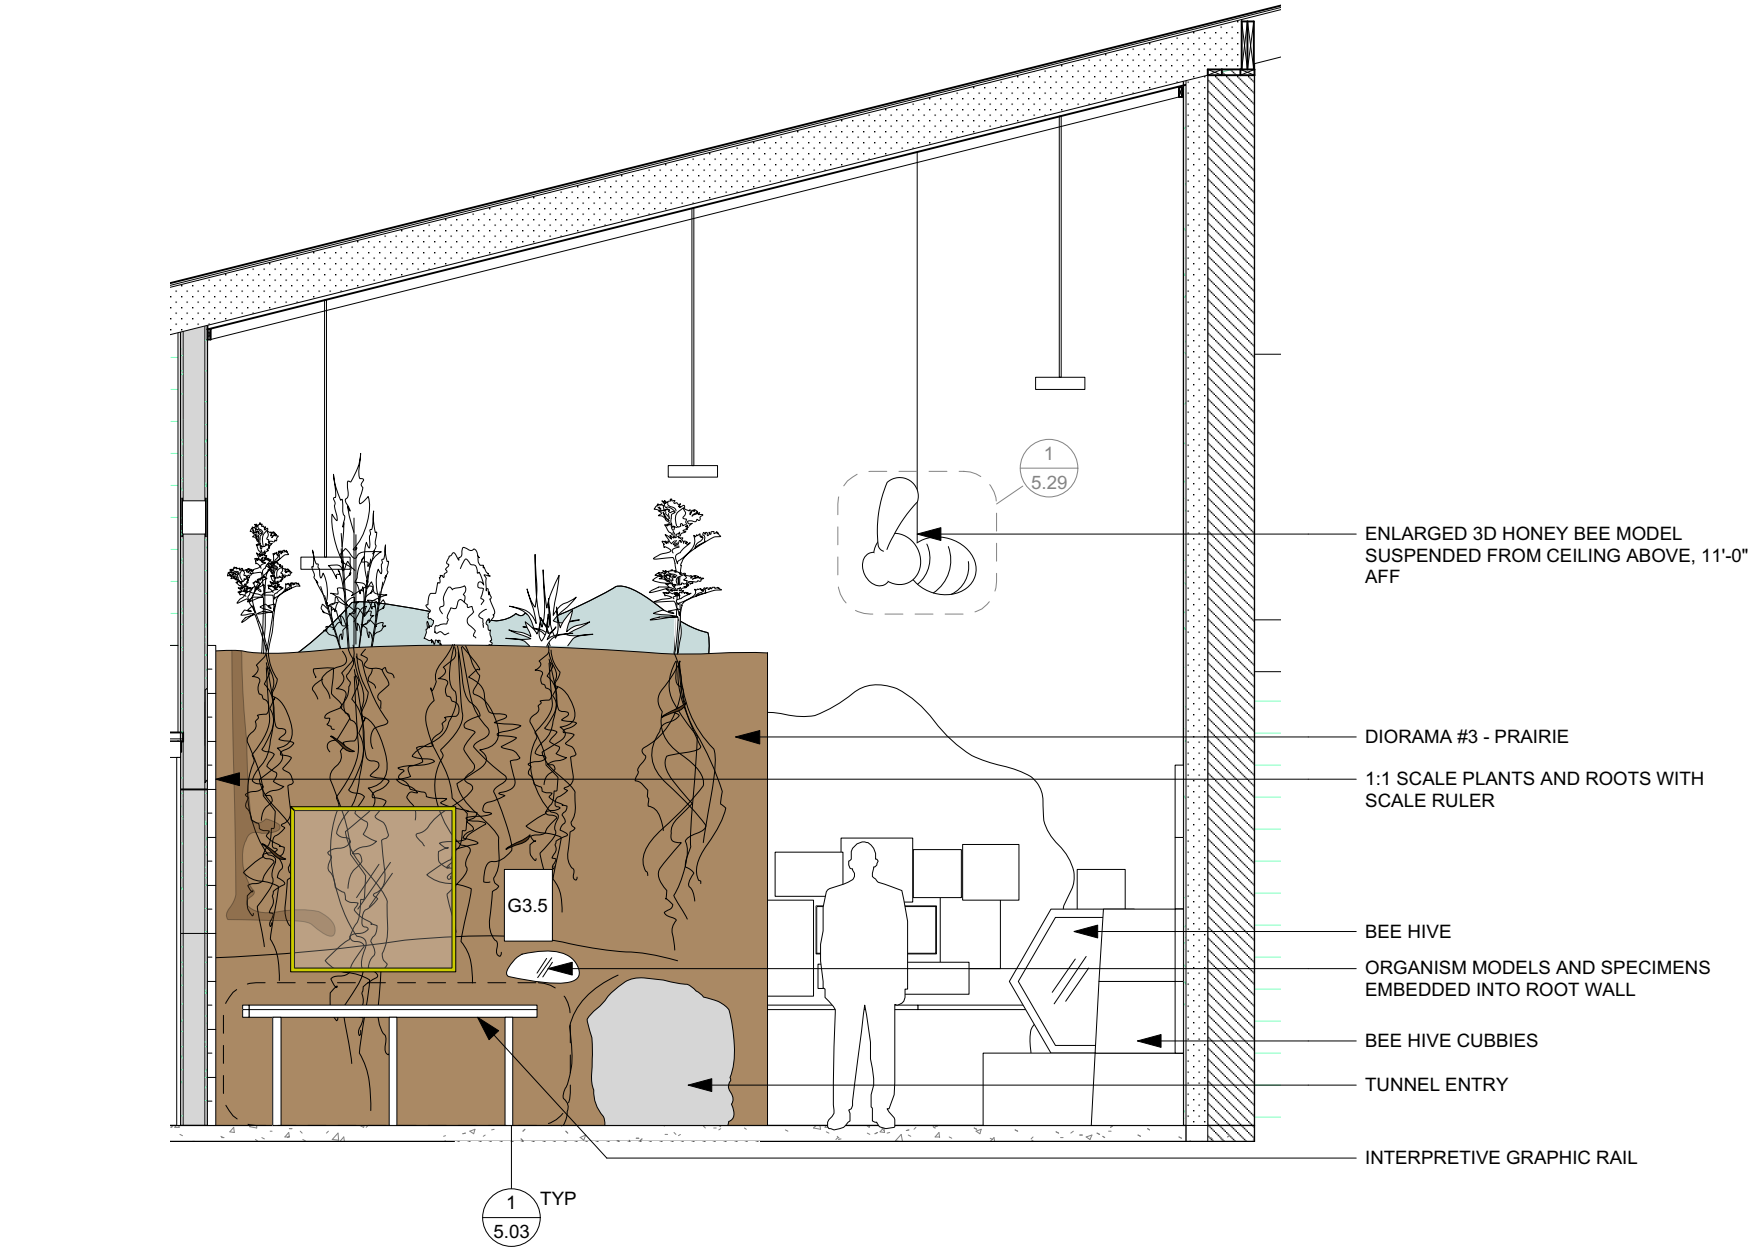 1
5.29
ENLARGED 3D HONEY BEE MODEL
SUSPENDED FROM CEILING ABOVE, 11'-0"
AFF
DIORAMA #3 - PRAIRIE
1:1 SCALE PLANTS AND ROOTS WITH
SCALE RULER
G3.5
BEE HIVE
ORGANISM MODELS AND SPECIMENS
EMBEDDED INTO ROOT WALL
BEE HIVE CUBBIES
TUNNEL ENTRY
INTERPRETIVE GRAPHIC RAIL
1
5.03
TYP